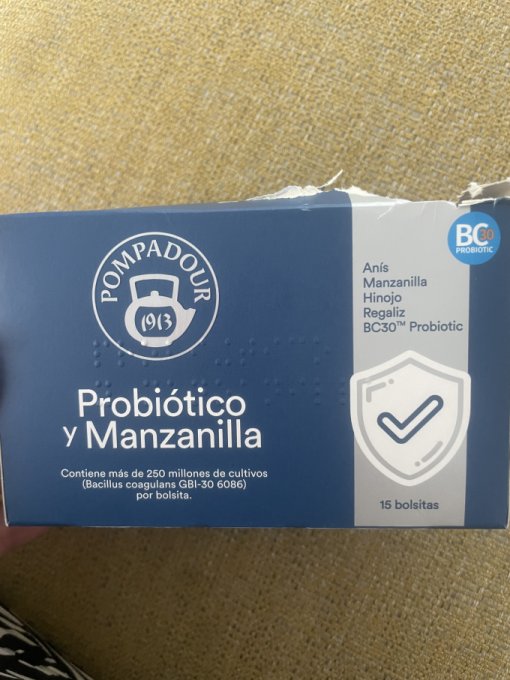 POMPADOUR
1913
Probiótico
y Manzanilla
Contiene más de 250 millones de cultivos
(Bacillus coagulans GBI-30 6086)
por bolsita.
BC30
PROBIOTIC
Anís
Manzanilla
Hinojo
Regaliz
BC30™ Probiotic
15 bolsitas